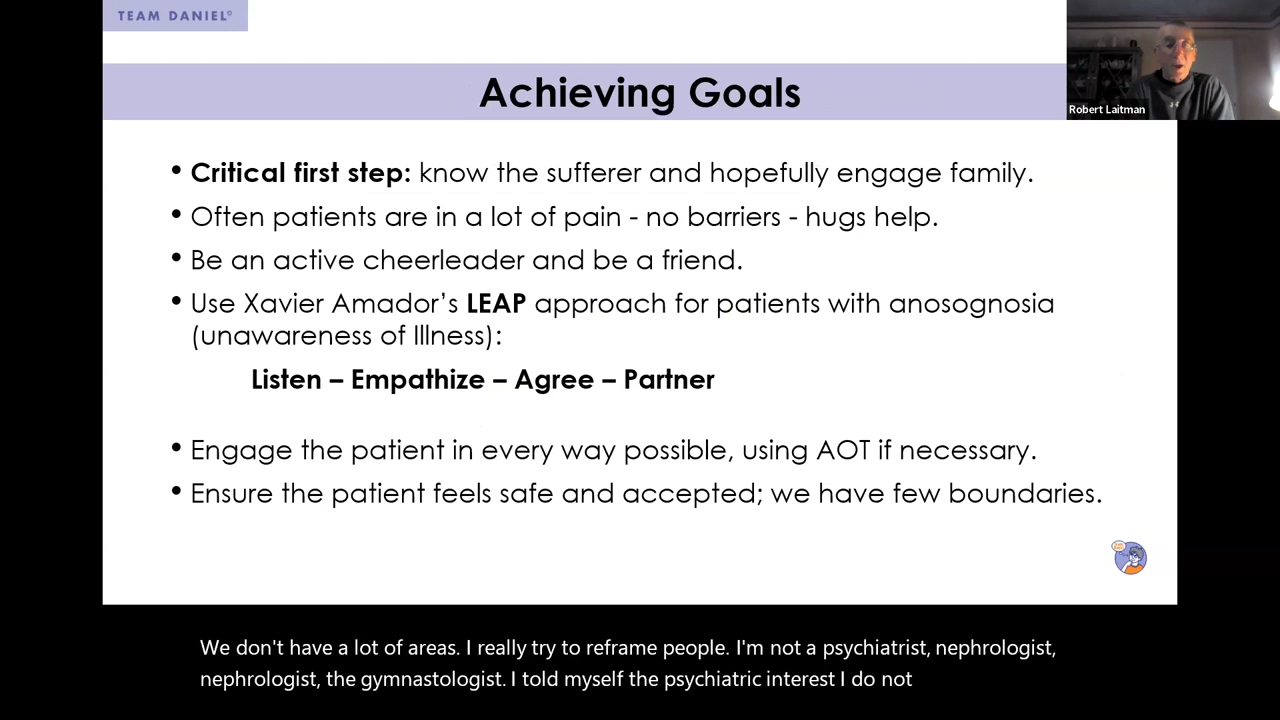 TEAM DANIEL®
Robert Laitman
Achieving Goals
• Critical first step: know the sufferer and hopefully engage family.
• Often patients are in a lot of pain - no barriers - hugs help.
• Be an active cheerleader and be a friend.
• Use Xavier Amador’s LEAP approach for patients with anosognosia
(unawareness of Illness):
Listen – Empathize – Agree – Partner
• Engage the patient in every way possible, using AOT if necessary.
• Ensure the patient feels safe and accepted; we have few boundaries.
We don't have a lot of areas. I really try to reframe people. I'm not a psychiatrist, nephrologist,
nephrologist, the gymnastologist. I told myself the psychiatric interest I do not